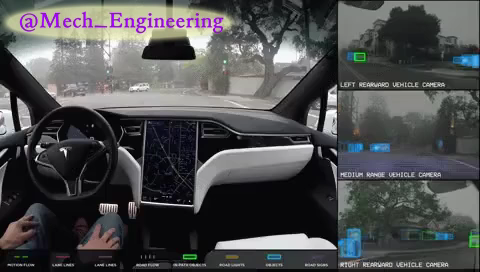 @Mech_Engineering
LEFT REARWARD VEHICLE CAMERA
MEDIUM RANGE VEHICLE CAMERA
RIGHT REARWARD VEHICLE CAMERA
MOTION FLOW
LANE LINES
LANE LINES
ROAD FLOW
IN-PATH OBJECTS
ROAD LIGHTS
OBJECTS
ROAD SIGNS